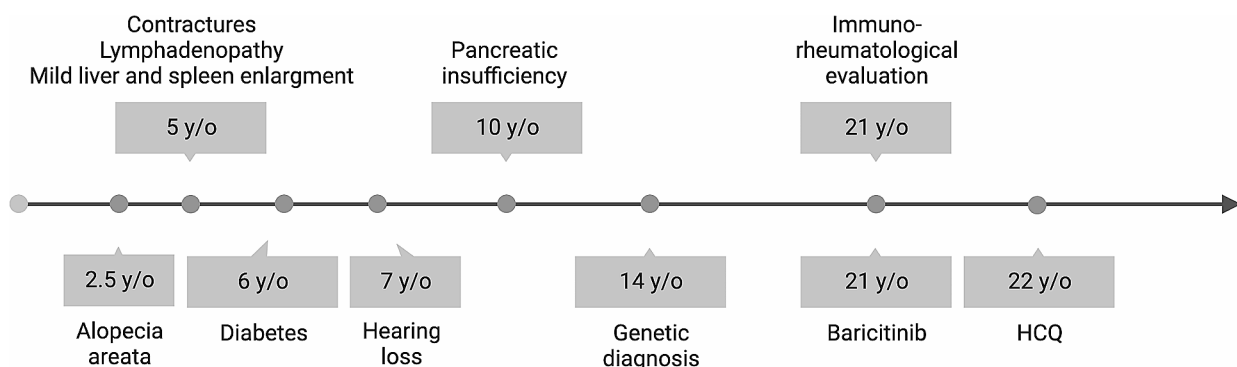 Contractures
Lymphadenopathy
Mild liver and spleen enlargment
5 y/o
Pancreatic
insufficiency
10 y/o
Immuno-
rheumatological
evaluation
21 y/o
2.5 y/o
Alopecia
areata
6 y/o
Diabetes
7 y/o
Hearing
loss
14 y/o
Genetic
diagnosis
21 y/o
Baricitinib
22 y/o
HCQ